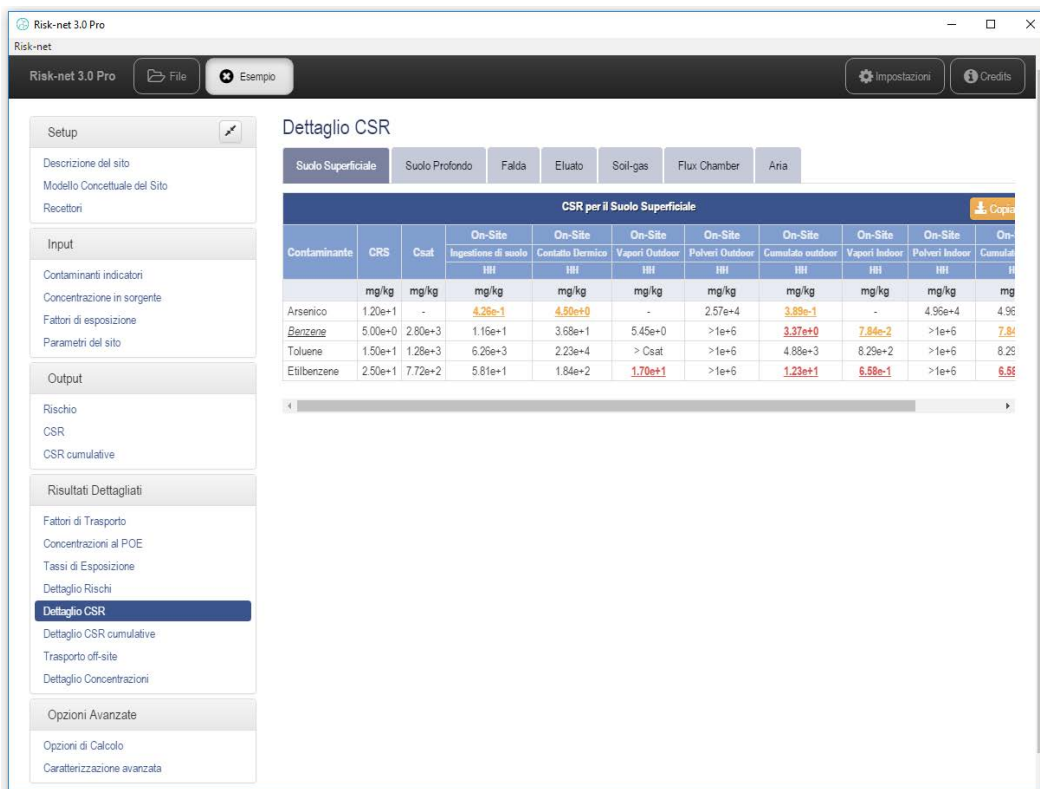 Risk-net 3.0 Pro
Risk-net
Risk-net 3.0 Pro File Esempio Impostazioni Credits
Setup
Descrizione del sito
Modello Concettuale del Sito
Recettori
Input
Contaminanti indicatori
Concentrazione in sorgente
Fattori di esposizione
Parametri del sito
Output
Rischio
CSR
CSR cumulative
Risultati Dettagliati
Fattori di Trasporto
Concentrazioni al POE
Tassi di Esposizione
Dettaglio Rischi
Dettaglio CSR
Dettaglio CSR cumulative
Trasporto off-site
Dettaglio Concentrazioni
Opzioni Avanzate
Opzioni di Calcolo
Caratterizzazione avanzata
Dettaglio CSR
Suolo Superficiale Suolo Profondo Falda Eluato Soil-gas Flux Chamber Aria
CSR per il Suolo Superficiale Copia
On-Site On-Site On-Site On-Site On-Site On-Site On-Site On-
Contaminante CRS Csat Ingestione di suolo Contatto Dermico Vapori Outdoor Polveri Outdoor Cumulato outdoor Vapori Indoor Polveri Indoor Cumulat
HH HH HH HH HH HH HH H
mg/kg mg/kg mg/kg mg/kg mg/kg mg/kg mg/kg mg/kg mg/kg mg
Arsenico 1.20e+1 - 4.26e-1 4.50e+0 - 2.57e+4 3.89e-1 - 4.96e+4 4.96
Benzene 5.00e+0 2.80e+3 1.16e+1 3.68e+1 5.45e+0 >1e+6 3.37e+0 7.84e-2 >1e+6 7.84
Toluene 1.50e+1 1.28e+3 6.26e+3 2.23e+4 > Csat >1e+6 4.88e+3 8.29e+2 >1e+6 8.29
Etilbenzene 2.50e+1 7.72e+2 5.81e+1 1.84e+2 1.70e+1 >1e+6 1.23e+1 6.58e-1 >1e+6 6.58